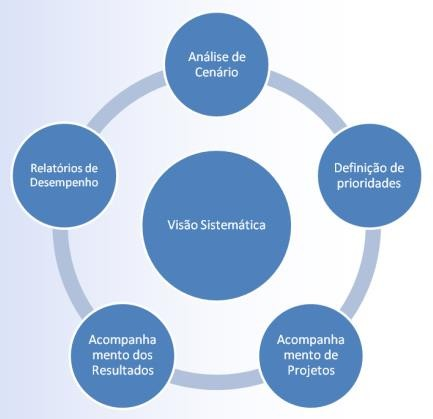 Análise de
Cenário
Definição de
prioridades
Relatórios de
Desempenho
Visão Sistemática
Acompanha
mento dos
Resultados
Acompanha
mento de
Projetos